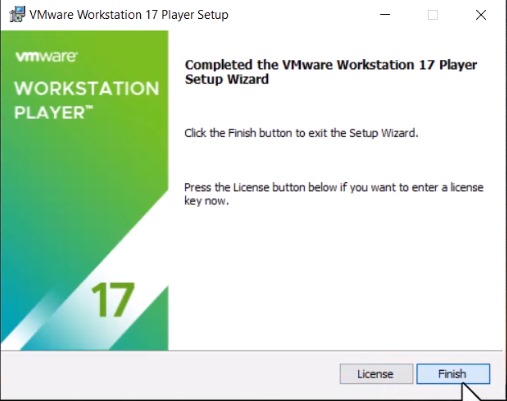 VMware Workstation 17 Player Setup
vmware®
WORKSTATION
PLAYER™
17
Completed the VMware Workstation 17 Player
Setup Wizard
Click the Finish button to exit the Setup Wizard.
Press the License button below if you want to enter a license
key now.
License
Finish